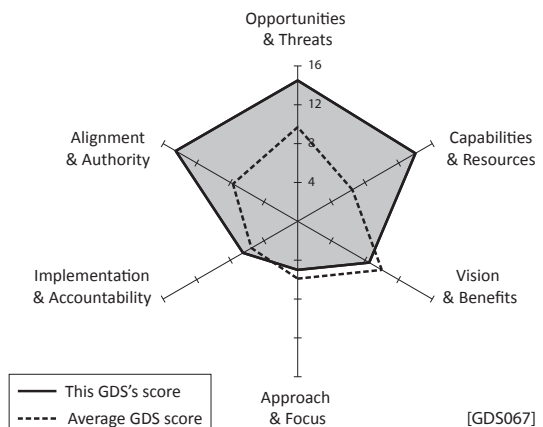 Opportunities
& Threats
16
12
8
4
Alignment
& Authority
Capabilities
& Resources
Implementation
& Accountability
Vision
& Benefits
Approach
& Focus
This GDS's score
Average GDS score
[GDS067]